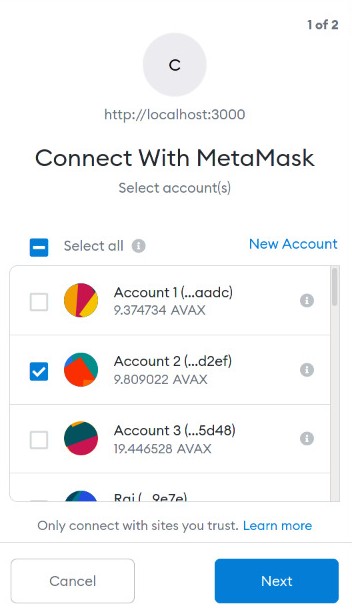 1 of 2
C
http://localhost:3000
Connect With MetaMask
Select account(s)
Select all
New Account
Account 1 (...aadc)
9.374734 AVAX
Account 2 (...d2ef)
9.809022 AVAX
Account 3 (...5d48)
19.446528 AVAX
Raj (...9e7e)
Only connect with sites you trust. Learn more
Cancel
Next